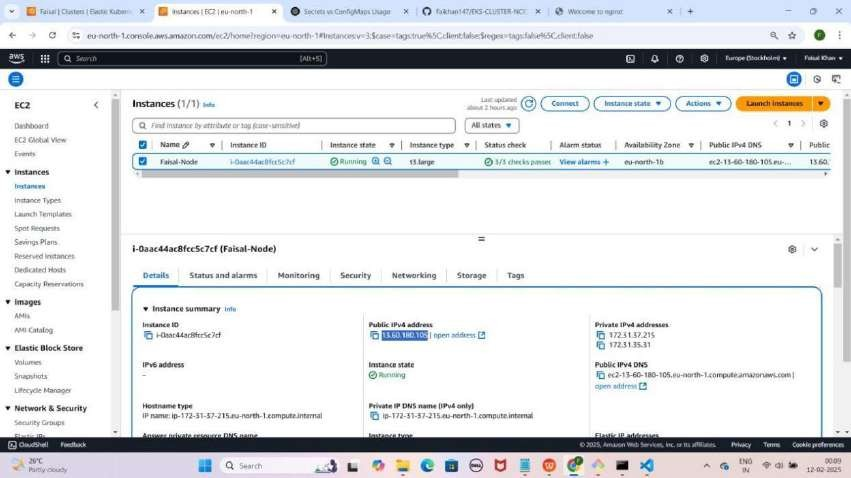 Faisal | Clusters | Elastic Kubern
Instances | EC2 | eu-north-1
Secrets vs ConfigMaps Usage
Faikhan147/EKS-CLUSTER-NOD
Welcome to nginx!
eu-north-1.console.aws.amazon.com/ec2/home?region=eu-north-1#Instances:v=3;$case=tags:true%5C,client:false;$regex=tags:false%5C,client:false
aws
Search [Alt+S]
Europe (Stockholm)
Faisal Khan
EC2
Dashboard
EC2 Global View
Events
Instances
Instances
Instance Types
Launch Templates
Spot Requests
Savings Plans
Reserved Instances
Dedicated Hosts
Capacity Reservations
Images
AMIs
AMI Catalog
Elastic Block Store
Volumes
Snapshots
Lifecycle Manager
Network & Security
Security Groups
Elastic IPs
Instances (1/1) Info
Last updated
about 2 hours ago
Connect
Instance state
Actions
Launch instances
Find Instance by attribute or tag (case-sensitive)
All states
1
Name Instance ID Instance state Instance type Status check Alarm status Availability Zone Public IPv4 DNS Public
Faisal-Node i-0aac44ac8fcc5c7cf Running t3.large 3/3 checks passed View alarms + eu-north-1b ec2-13-60-180-105.eu-... 13.60.
i-0aac44ac8fcc5c7cf (Faisal-Node)
Details Status and alarms Monitoring Security Networking Storage Tags
Instance summary Info
Instance ID
i-0aac44ac8fcc5c7cf
Public IPv4 address
13.60.180.105 | open address
Private IPv4 addresses
172.31.37.215
172.31.35.31
IPv6 address
–
Instance state
Running
Public IPv4 DNS
ec2-13-60-180-105.eu-north-1.compute.amazonaws.com |
open address
Hostname type
IP name: ip-172-31-37-215.eu-north-1.compute.internal
Private IP DNS name (IPv4 only)
ip-172-31-37-215.eu-north-1.compute.internal
Answer private resource DNS name
Instance type
Elastic IP addresses
CloudShell Feedback
© 2025, Amazon Web Services, Inc. or its affiliates. Privacy Terms Cookie preferences
26°C
Partly cloudy
Search
ENG
IN
00:09
12-02-2025